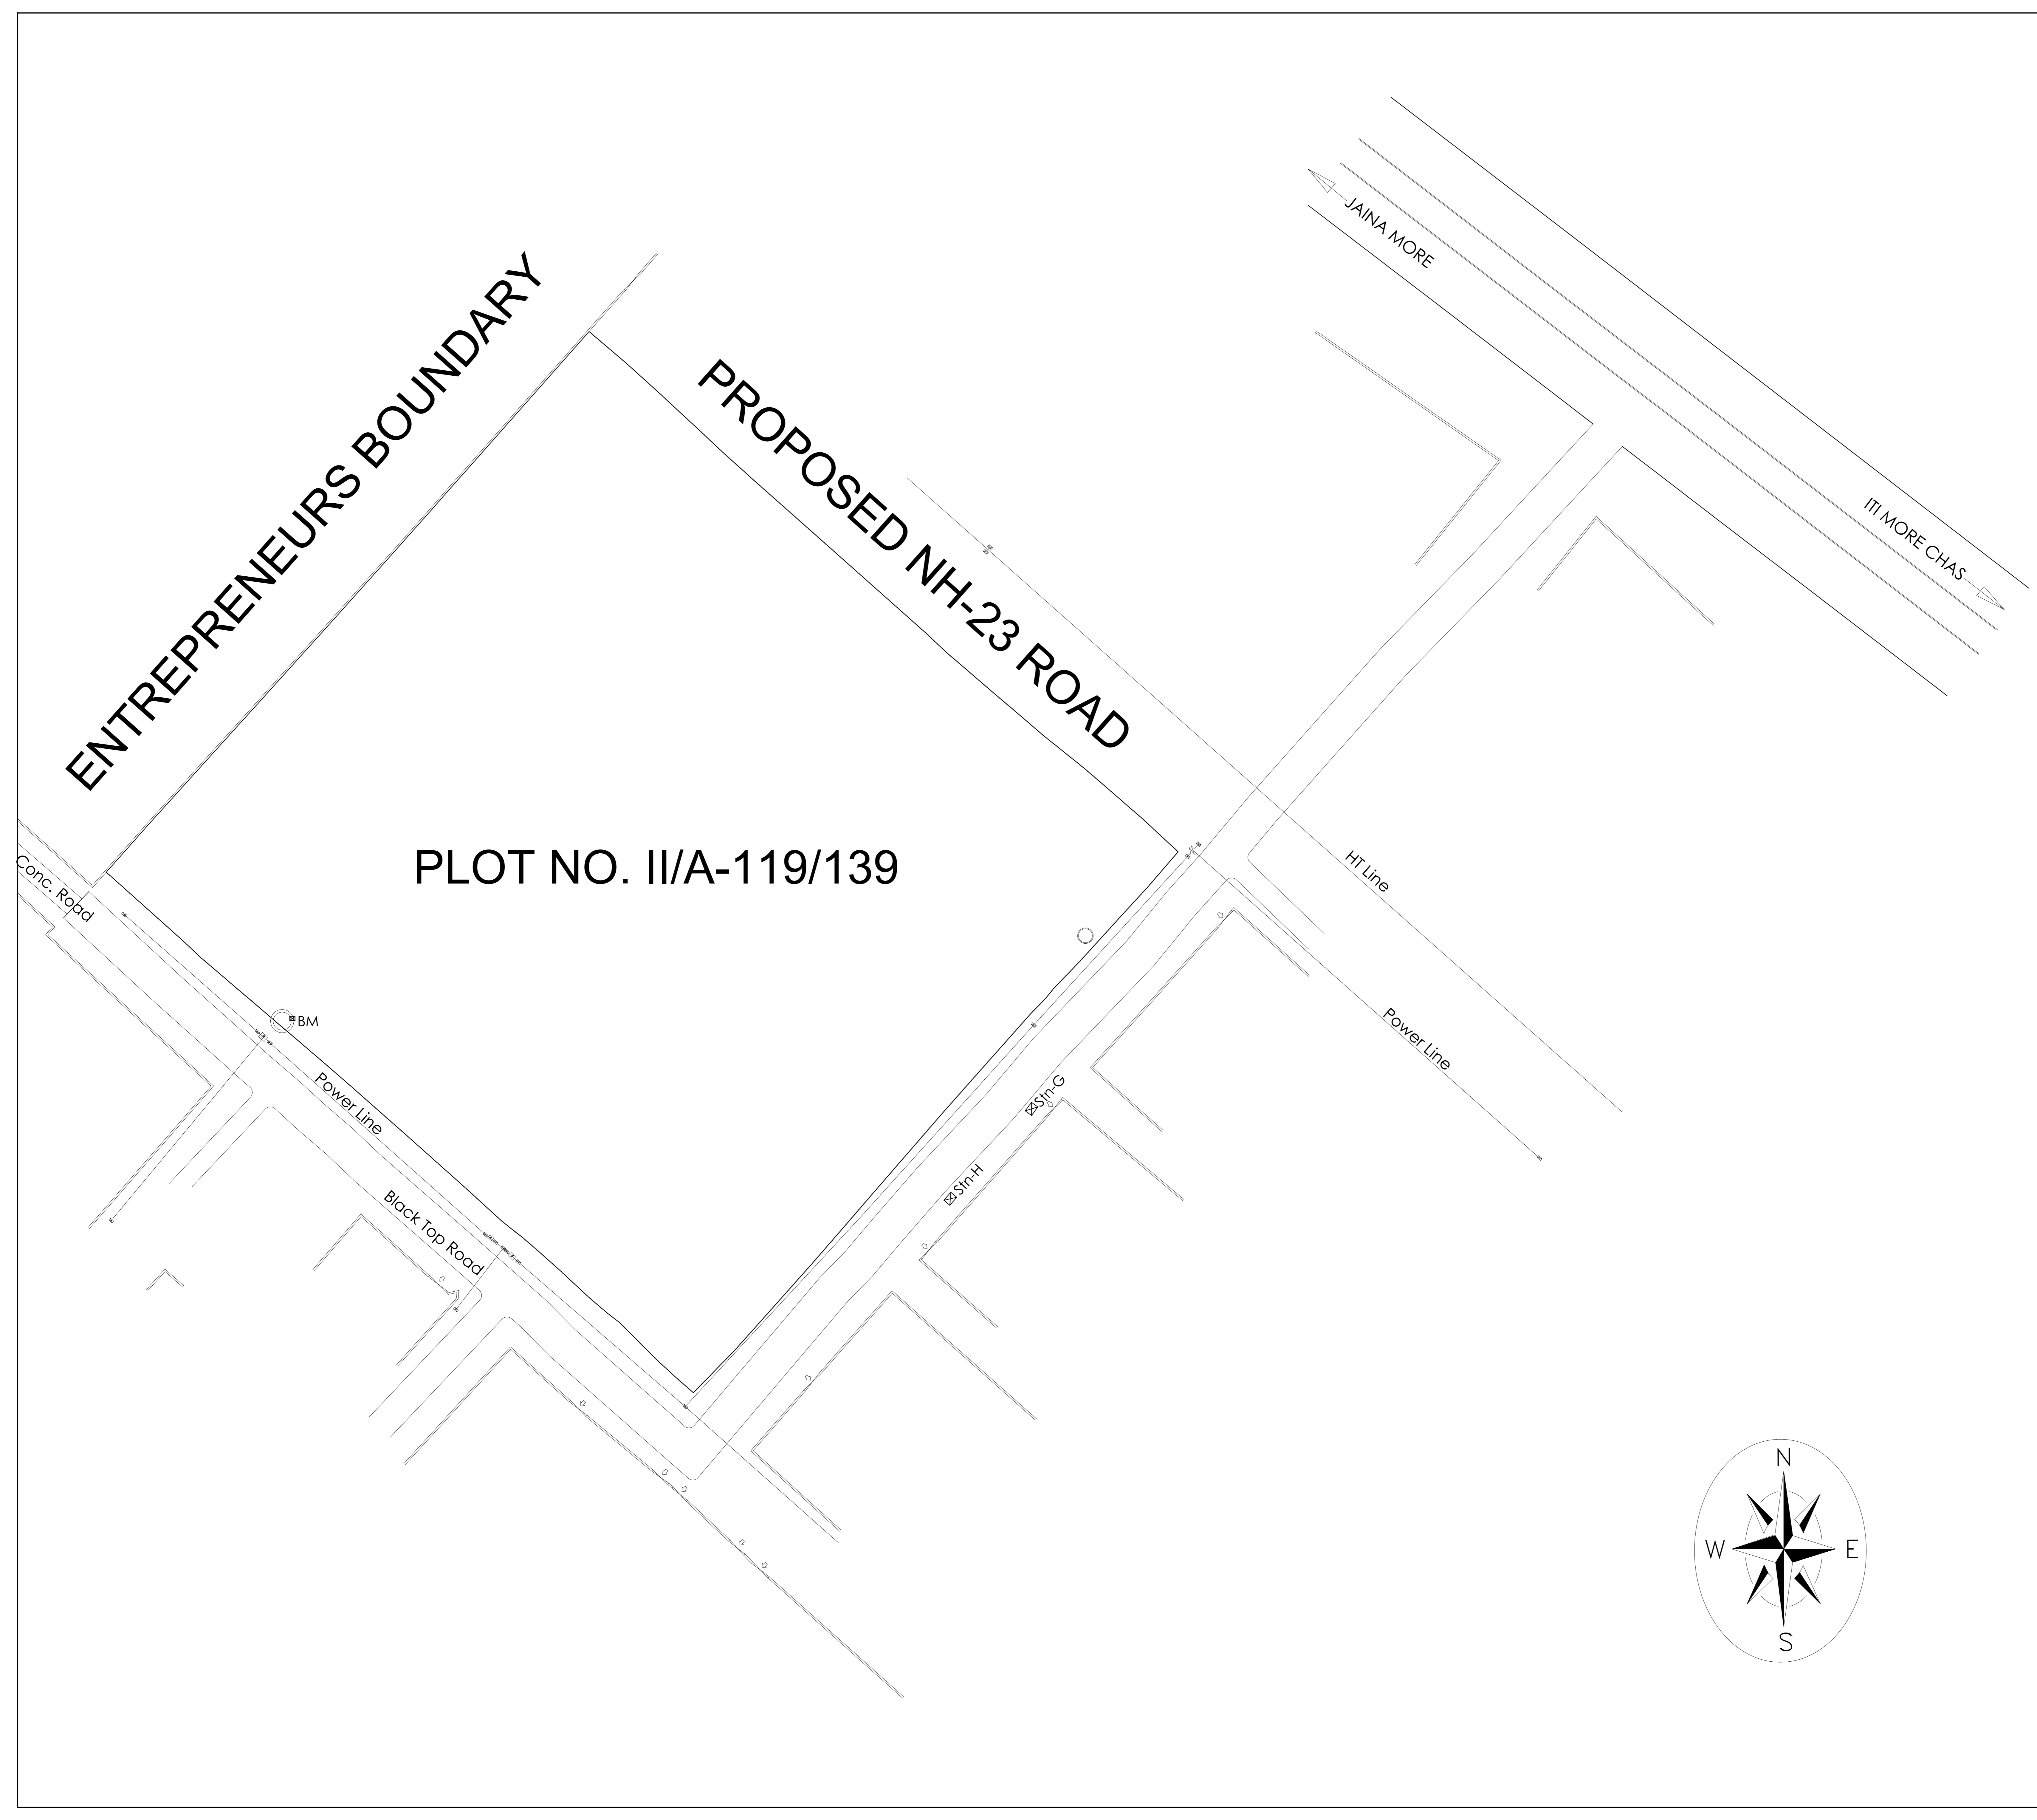 JAINA MORE
ITI MORE CHAS
ENTREPRENEURS BOUNDARY
PROPOSED NH-23 ROAD
PLOT NO. II/A-119/139
Conc. Road
HT Line
Power Line
BM
Power Line
Stn-G
Stn-H
Black Top Road
N
W
E
S